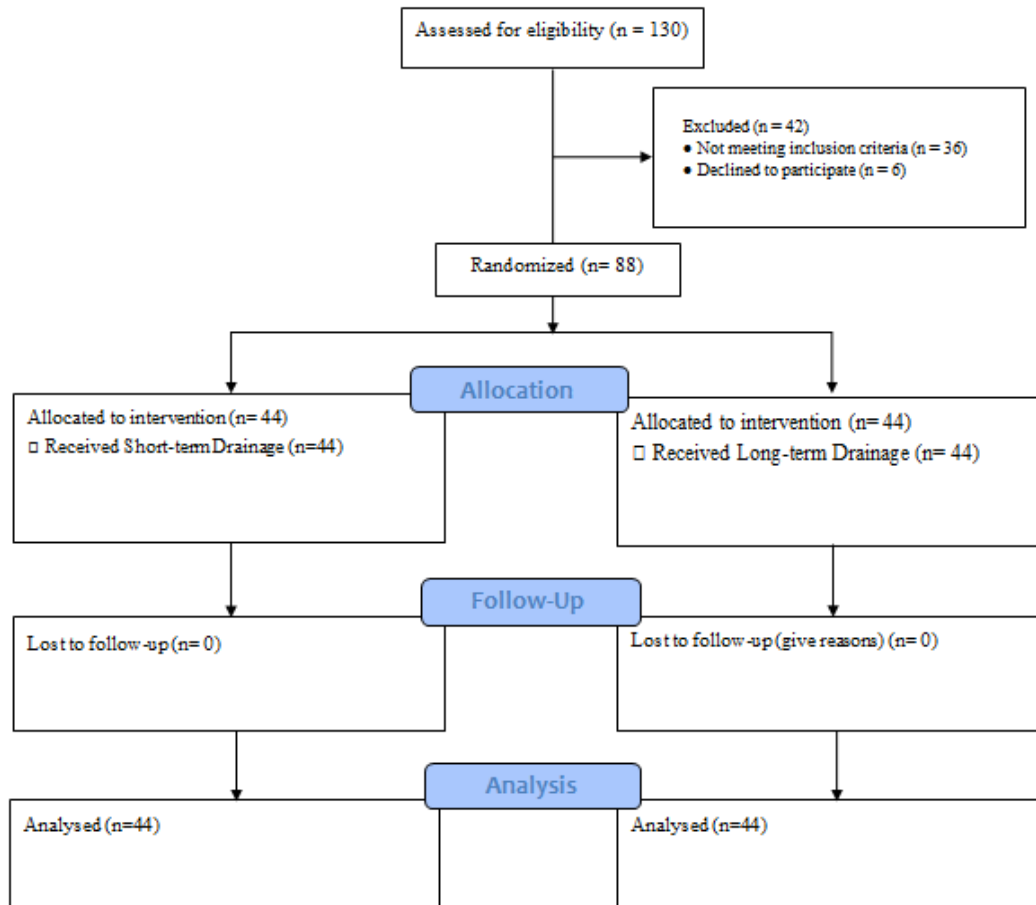 Assessed for eligibility (n = 130)
Excluded (n = 42)
● Not meeting inclusion criteria (n = 36)
● Declined to participate (n = 6)
Randomized (n= 88)
Allocation
Allocated to intervention (n= 44)
□ Received Short-term Drainage (n=44)
Allocated to intervention (n= 44)
□ Received Long-term Drainage (n= 44)
Follow-Up
Lost to follow-up (n= 0)
Lost to follow-up (give reasons) (n= 0)
Analysis
Analysed (n=44)
Analysed (n=44)